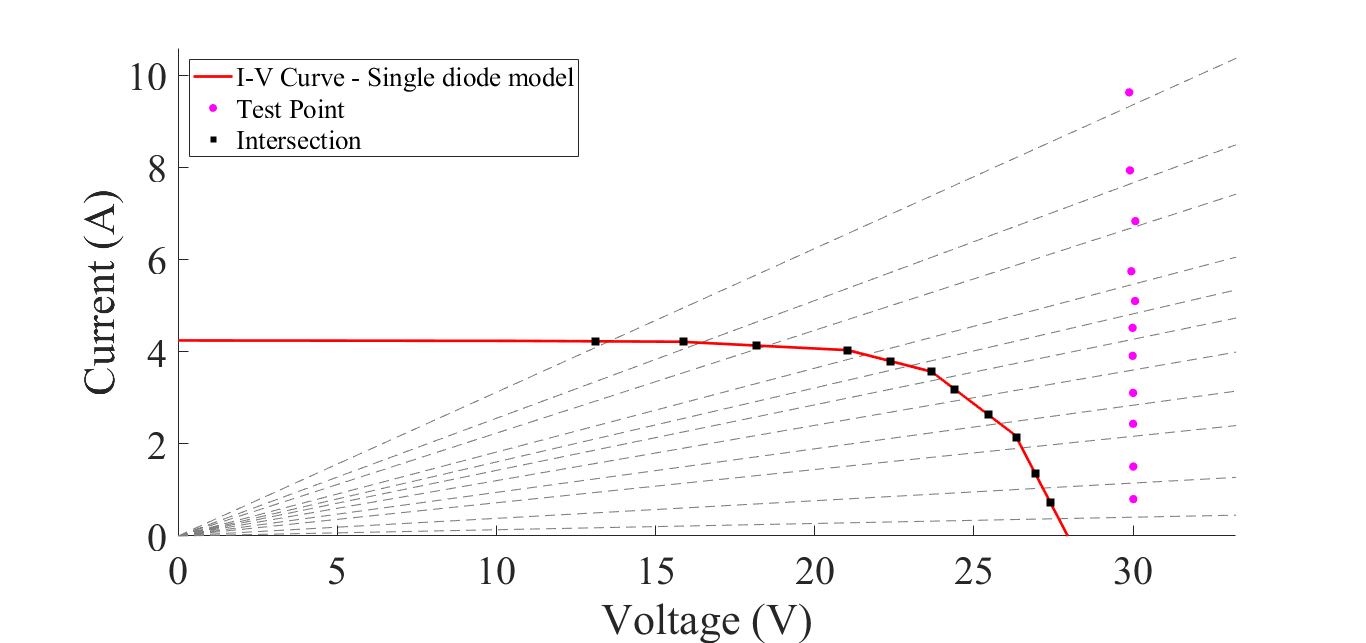 I-V Curve - Single diode model
Test Point
Intersection
Current (A)
10
8
6
4
2
0
0 5 10 15 20 25 30
Voltage (V)